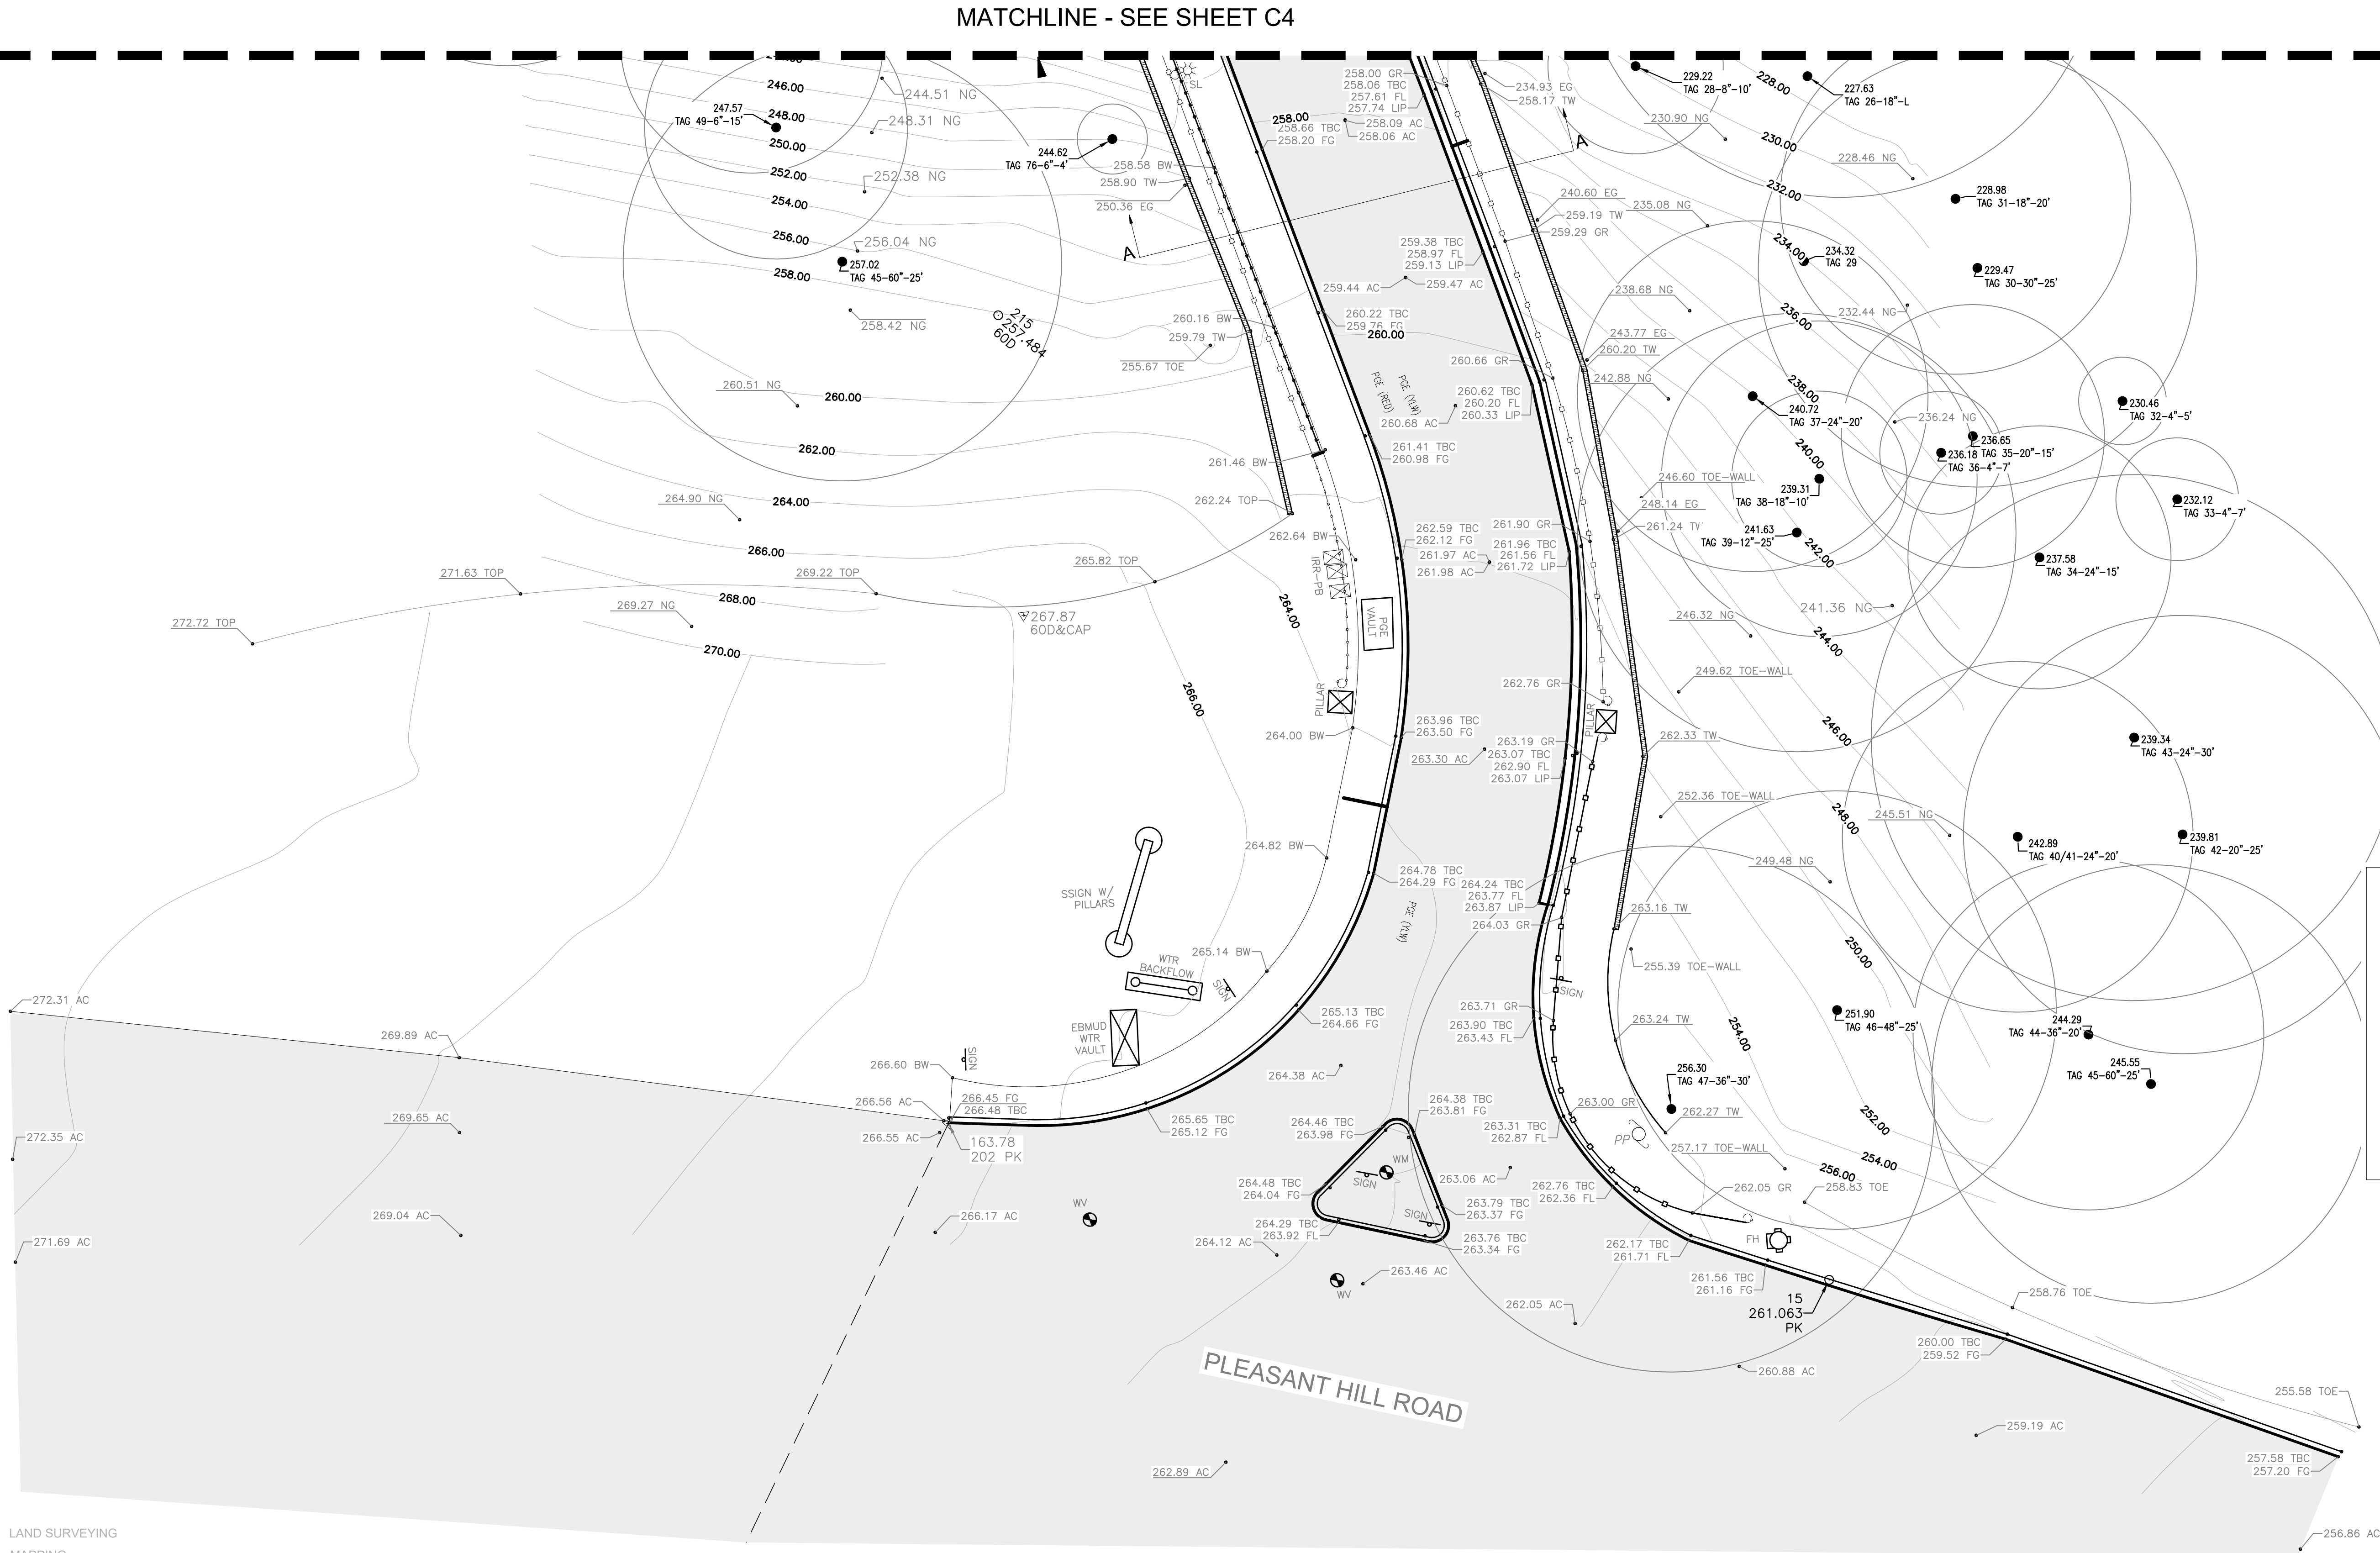 MATCHLINE - SEE SHEET C4
246.00
244.51 NG
247.57
TAG 49-6"-15'
248.00
248.31 NG
250.00
252.00
252.38 NG
254.00
256.00
256.04 NG
257.02
TAG 45-60"-25'
258.00
258.42 NG
215
257.484
60D
244.62
TAG 76-6"-4'
SL
258.58 BW
258.90 TW
250.36 EG
A
A
258.00 GR
258.06 TBC
257.61 FL
257.74 LIP
258.00
258.66 TBC
258.20 FG
258.09 AC
258.06 AC
234.93 EG
258.17 TW
229.22
TAG 28-8"-10'
228.00
227.63
TAG 26-18"-L
230.90 NG
230.00
228.46 NG
228.98
TAG 31-18"-20'
232.00
240.60 EG
235.08 NG
259.19 TW
259.29 GR
234.00
234.32
TAG 29
229.47
TAG 30-30"-25'
259.38 TBC
258.97 FL
259.13 LIP
259.44 AC
259.47 AC
238.68 NG
236.00
232.44 NG
260.16 BW
259.79 TW
255.67 TOE
260.22 TBC
259.76 FG
260.00
243.77 EG
260.20 TW
260.66 GR
242.88 NG
PGE (RED)
PGE (YLW)
260.62 TBC
260.20 FL
260.33 LIP
260.68 AC
238.00
240.72
TAG 37-24"-20'
230.46
TAG 32-4"-5'
236.24 NG
236.65
TAG 35-20"-15'
236.18
TAG 36-4"-7'
240.00
260.51 NG
260.00
262.00
261.41 TBC
260.98 FG
261.46 BW
264.90 NG
264.00
262.24 TOP
246.60 TOE-WALL
239.31
TAG 38-18"-10'
232.12
TAG 33-4"-7'
248.14 EG
261.24 TW
261.90 GR
241.63
TAG 39-12"-25'
242.00
262.59 TBC
262.12 FG
261.97 AC
261.98 AC
261.96 TBC
261.56 FL
261.72 LIP
262.64 BW
IRR-PB
266.00
265.82 TOP
237.58
TAG 34-24"-15'
271.63 TOP
269.22 TOP
268.00
269.27 NG
264.00
267.87
60D&CAP
272.72 TOP
270.00
PGE
VAULT
241.36 NG
246.32 NG
244.00
249.62 TOE-WALL
266.00
PILLAR
262.76 GR
PILLAR
263.96 TBC
263.50 FG
264.00 BW
246.00
239.34
TAG 43-24"-30'
262.33 TW
263.19 GR
263.07 TBC
262.90 FL
263.07 LIP
263.30 AC
252.36 TOE-WALL
248.00
245.51 NG
242.89
TAG 40/41-24"-20'
239.81
TAG 42-20"-25'
264.82 BW
249.48 NG
264.78 TBC
264.29 FG
264.24 TBC
263.77 FL
263.87 LIP
SSIGN W/
PILLARS
263.16 TW
264.03 GR
PGE (YLW)
265.14 BW
WTR
BACKFLOW
SIGN
250.00
255.39 TOE-WALL
SIGN
272.31 AC
265.13 TBC
264.66 FG
263.71 GR
263.90 TBC
263.43 FL
263.24 TW
254.00
251.90
TAG 46-48"-25'
244.29
TAG 44-36"-20'
269.89 AC
EBMUD
WTR
VAULT
SIGN
266.60 BW
264.38 AC
256.30
TAG 47-36"-30'
245.55
TAG 45-60"-25'
266.56 AC
266.45 FG
266.48 TBC
264.38 TBC
263.81 FG
263.00 GR
262.27 TW
252.00
269.65 AC
266.55 AC
163.78
202 PK
265.65 TBC
265.12 FG
264.46 TBC
263.98 FG
263.31 TBC
262.87 FL
PP
272.35 AC
257.17 TOE-WALL
254.00
WM
SIGN
263.06 AC
256.00
264.48 TBC
264.04 FG
262.76 TBC
262.36 FL
262.05 GR
258.83 TOE
263.79 TBC
263.37 FG
SIGN
269.04 AC
266.17 AC
WV
264.29 TBC
263.92 FL
271.69 AC
264.12 AC
263.76 TBC
263.34 FG
262.17 TBC
261.71 FL
FH
263.46 AC
WV
261.56 TBC
261.16 FG
15
261.063
PK
262.05 AC
258.76 TOE
260.00 TBC
259.52 FG
260.88 AC
PLEASANT HILL ROAD
255.58 TOE
259.19 AC
262.89 AC
257.58 TBC
257.20 FG
LAND SURVEYING
256.86 AC